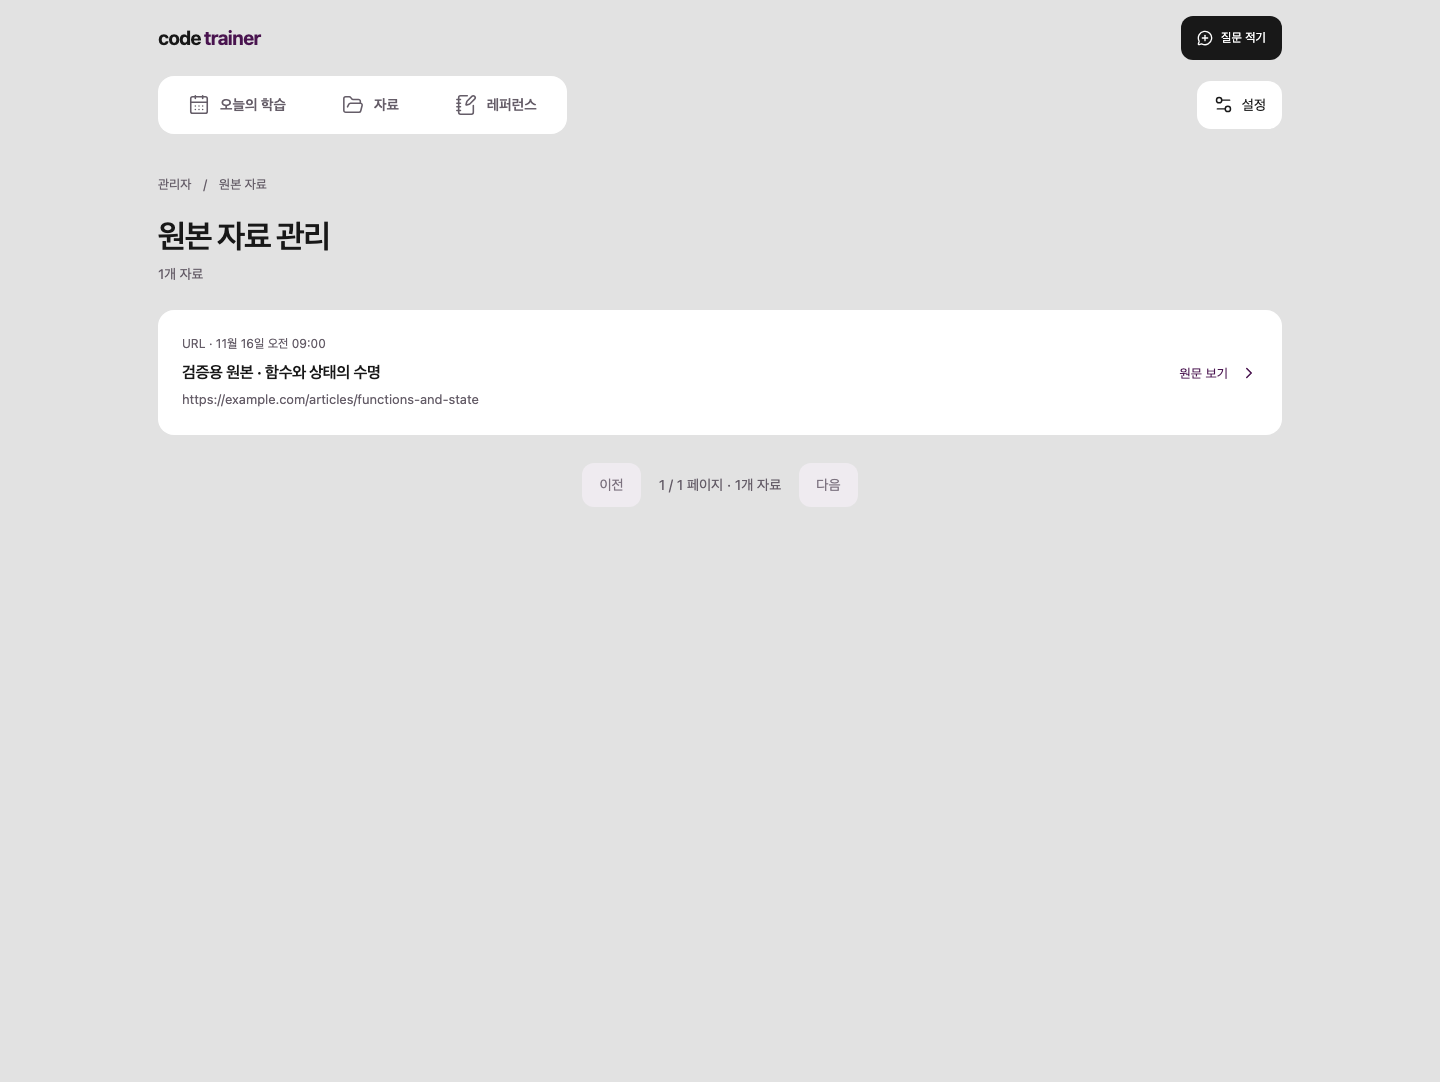 code trainer
질문 적기
오늘의 학습
자료
레퍼런스
설정
관리자 / 원본 자료
원본 자료 관리
1개 자료
URL · 11월 16일 오전 09:00
검증용 원본 · 함수와 상태의 수명
원문 보기
https://example.com/articles/functions-and-state
이전
1 / 1 페이지 · 1개 자료
다음